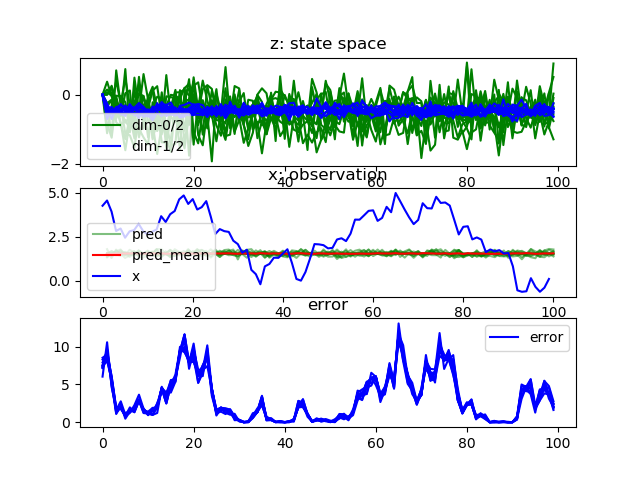 z: state space
0
−2
dim-0/2
dim-1/2
0 20 40 60 80 100
x: observation
5.0
2.5
0.0
pred
pred_mean
x
0 20 40 60 80 100
error
10
5
0
error
0 20 40 60 80 100